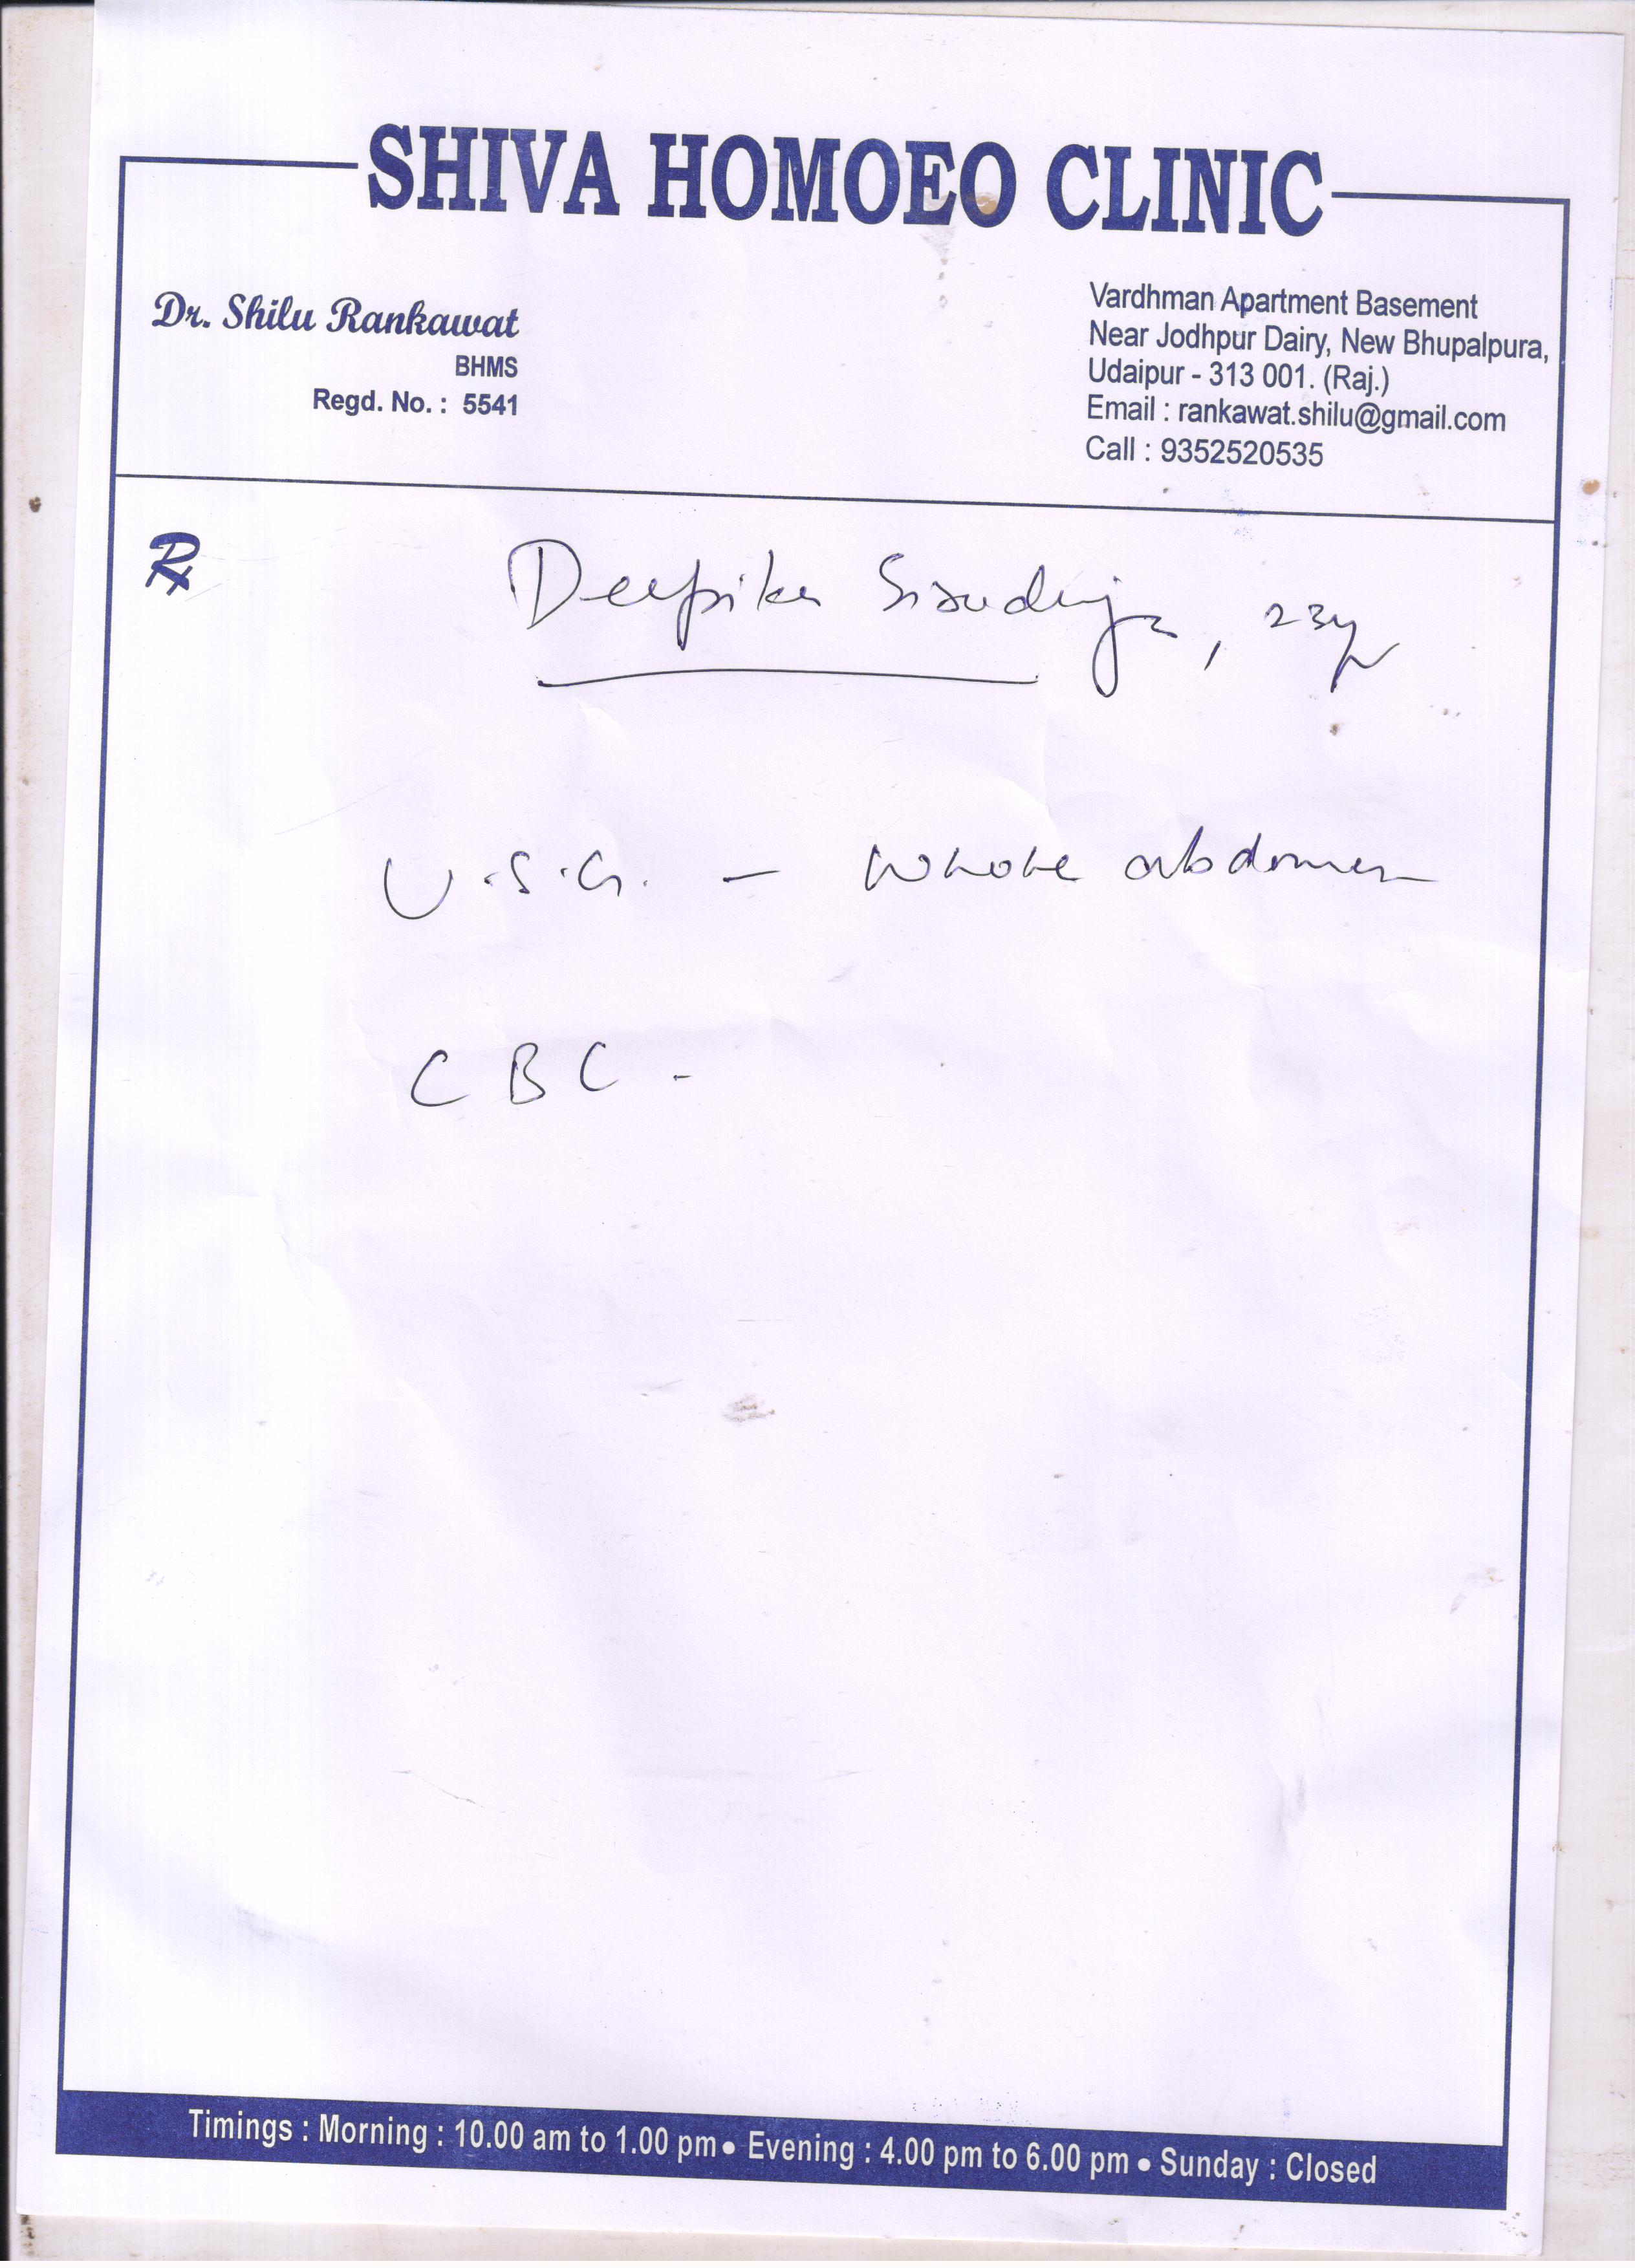 SHIVA HOMOEO CLINIC
Dr. Shilu Rankawat
BHMS
Regd. No. : 5541
Vardhman Apartment Basement
Near Jodhpur Dairy, New Bhupalpura,
Udaipur - 313 001. (Raj.)
Email : rankawat.shilu@gmail.com
Call : 9352520535
Rx
Deepika Sisudiya, 23y
U.S.G. - Whole abdomen
CBC -
Timings : Morning : 10.00 am to 1.00 pm • Evening : 4.00 pm to 6.00 pm • Sunday : Closed